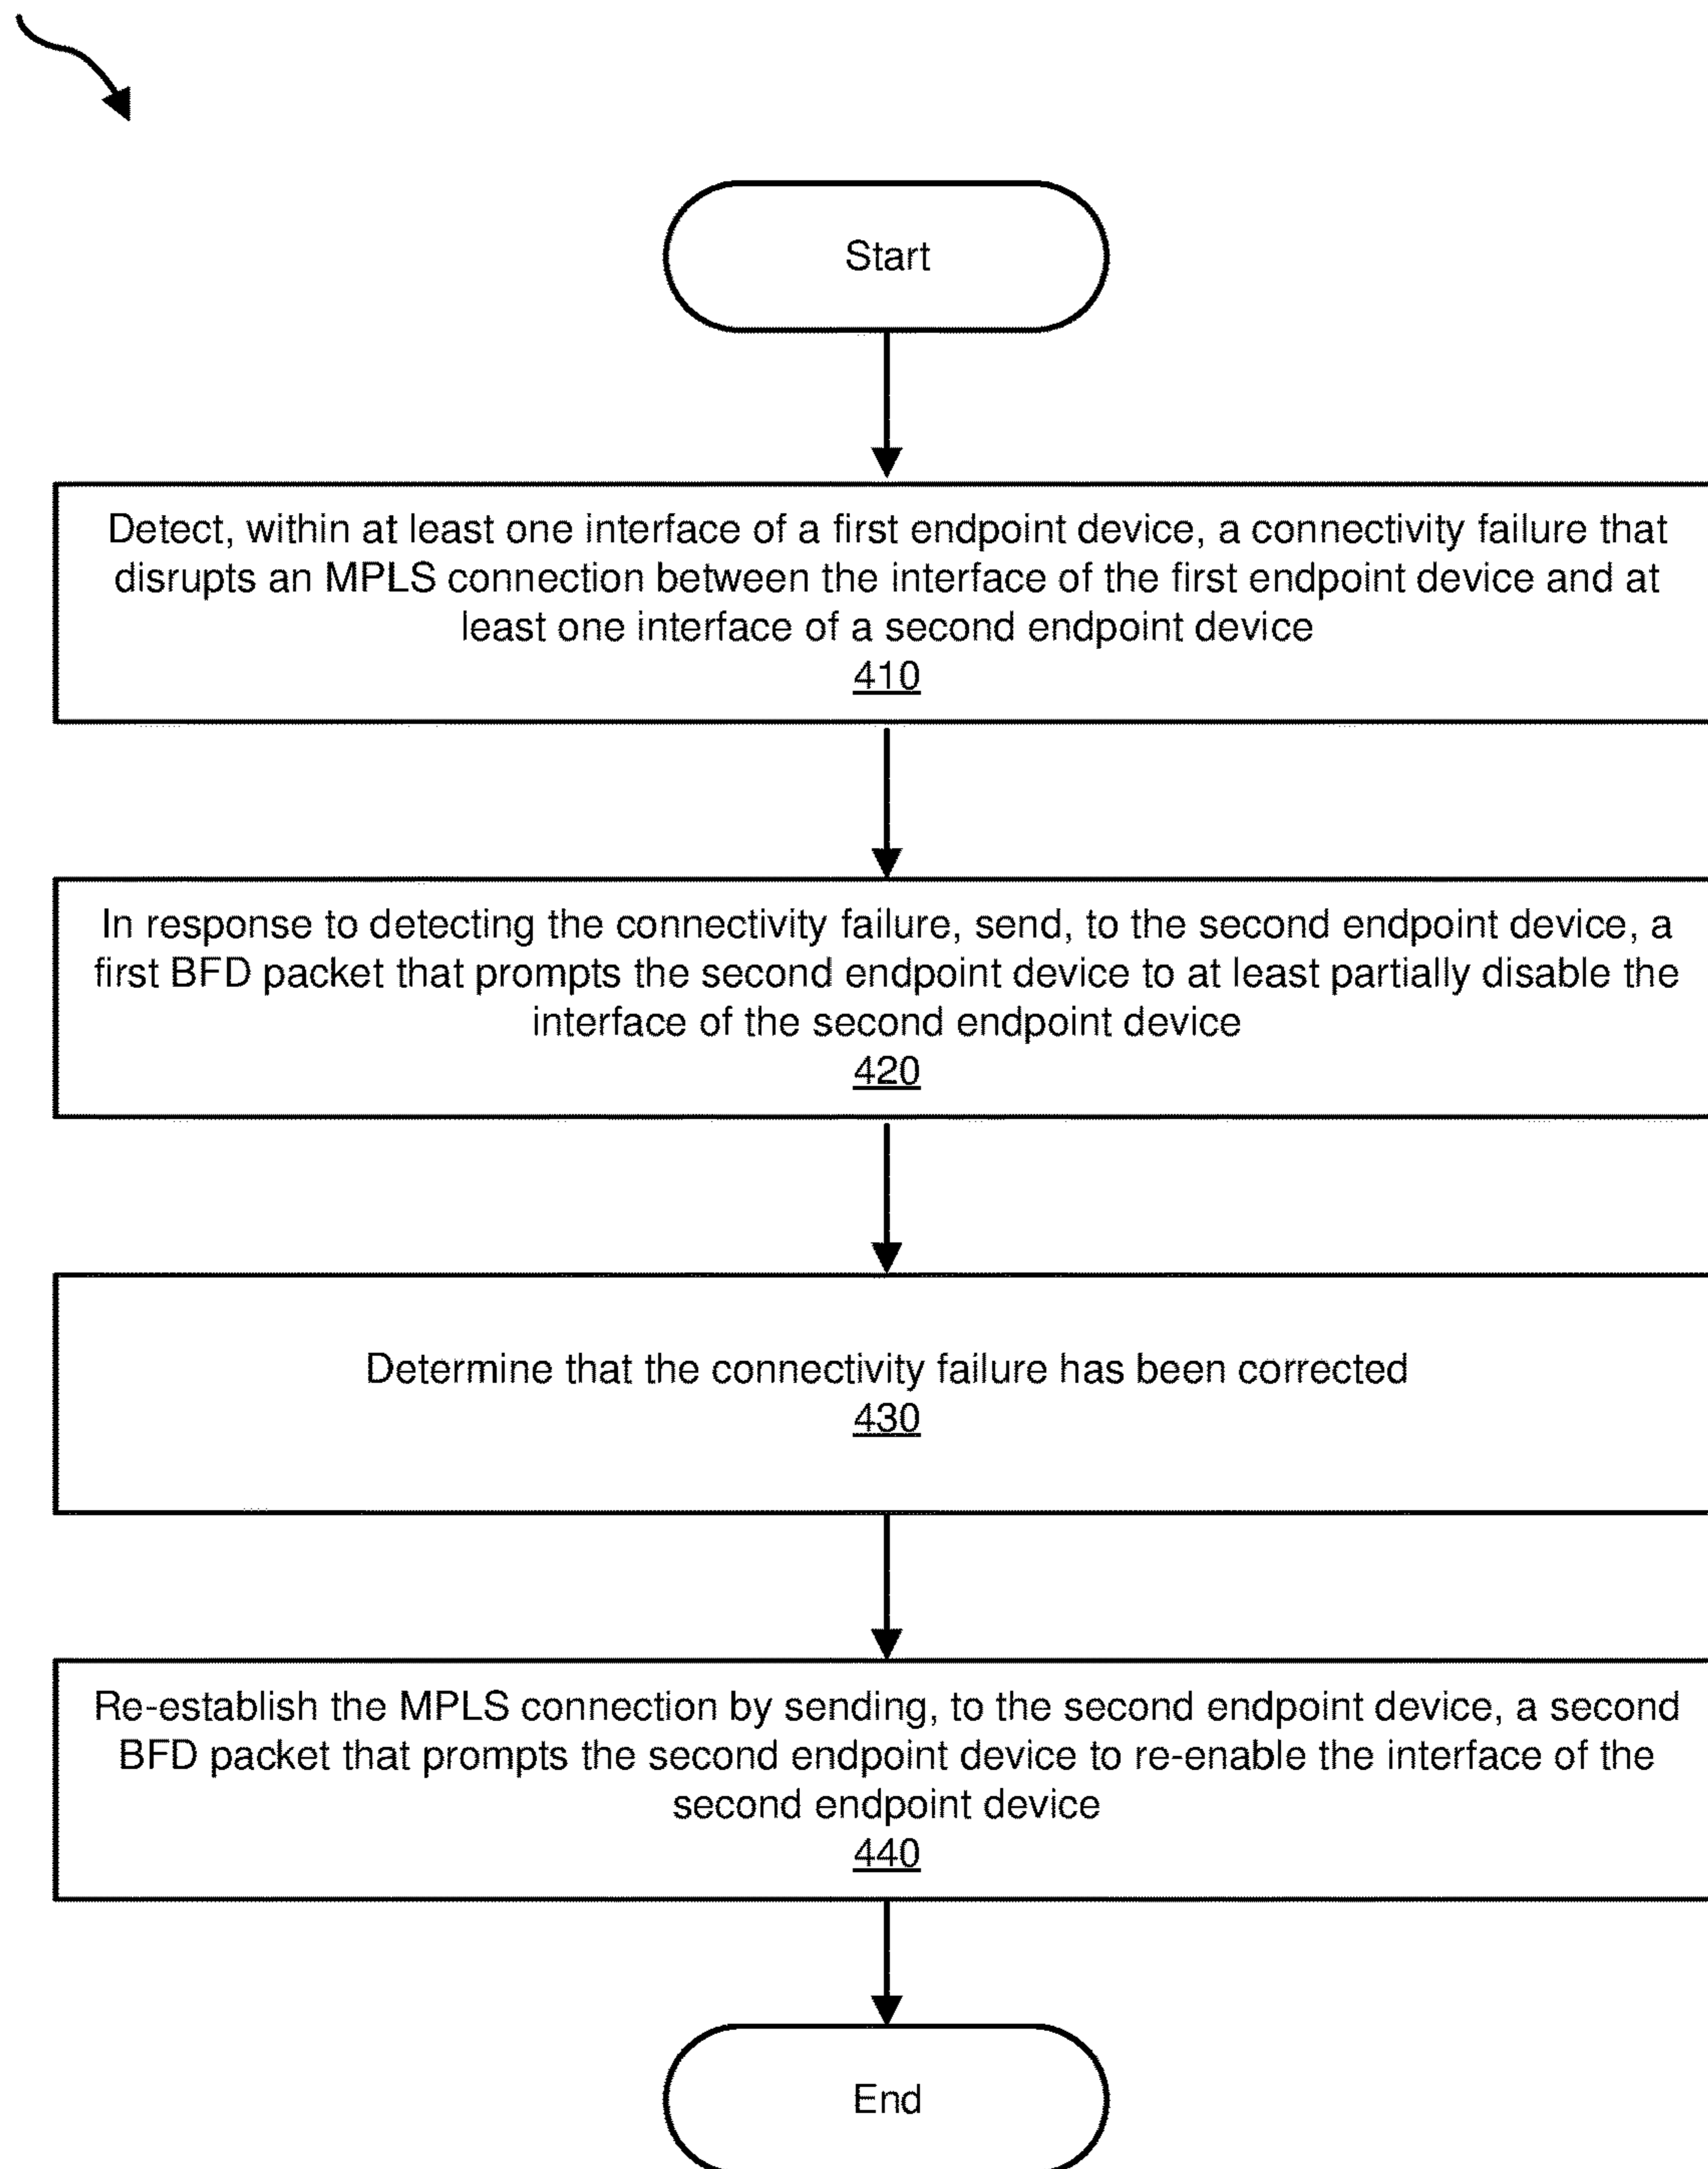 Start
Detect, within at least one interface of a first endpoint device, a connectivity failure that
disrupts an MPLS connection between the interface of the first endpoint device and at
least one interface of a second endpoint device
410
In response to detecting the connectivity failure, send, to the second endpoint device, a
first BFD packet that prompts the second endpoint device to at least partially disable the
interface of the second endpoint device
420
Determine that the connectivity failure has been corrected
430
Re-establish the MPLS connection by sending, to the second endpoint device, a second
BFD packet that prompts the second endpoint device to re-enable the interface of the
second endpoint device
440
End